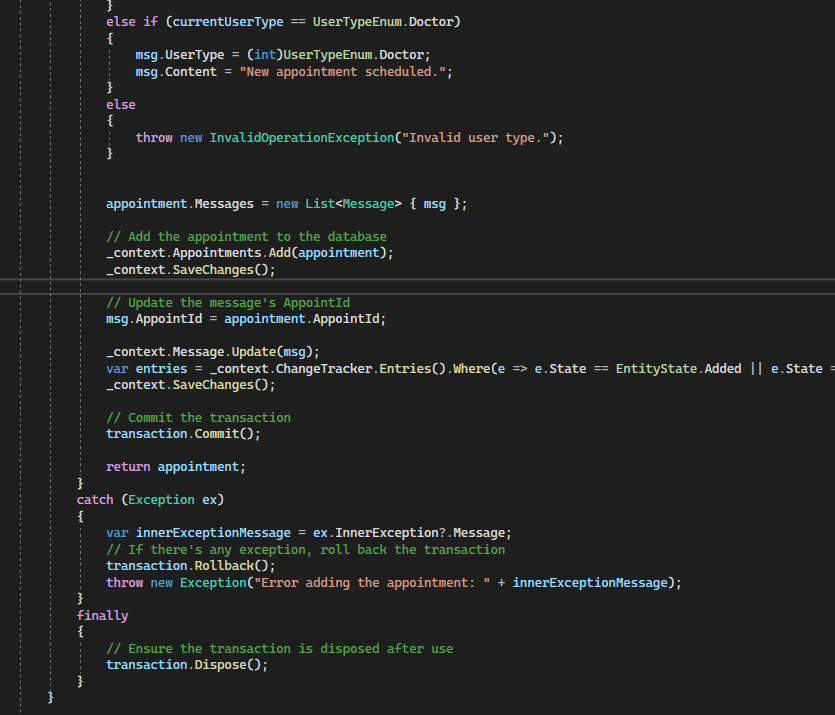 }
else if (currentUserType == UserTypeEnum.Doctor)
{
msg.UserType = (int)UserTypeEnum.Doctor;
msg.Content = "New appointment scheduled.";
}
else
{
throw new InvalidOperationException("Invalid user type.");
}
appointment.Messages = new List<Message> { msg };
// Add the appointment to the database
_context.Appointments.Add(appointment);
_context.SaveChanges();
// Update the message's AppointId
msg.AppointId = appointment.AppointId;
_context.Message.Update(msg);
var entries = _context.ChangeTracker.Entries().Where(e => e.State == EntityState.Added || e.State =
_context.SaveChanges();
// Commit the transaction
transaction.Commit();
return appointment;
}
catch (Exception ex)
{
var innerExceptionMessage = ex.InnerException?.Message;
// If there's any exception, roll back the transaction
transaction.Rollback();
throw new Exception("Error adding the appointment: " + innerExceptionMessage);
}
finally
{
// Ensure the transaction is disposed after use
transaction.Dispose();
}
}